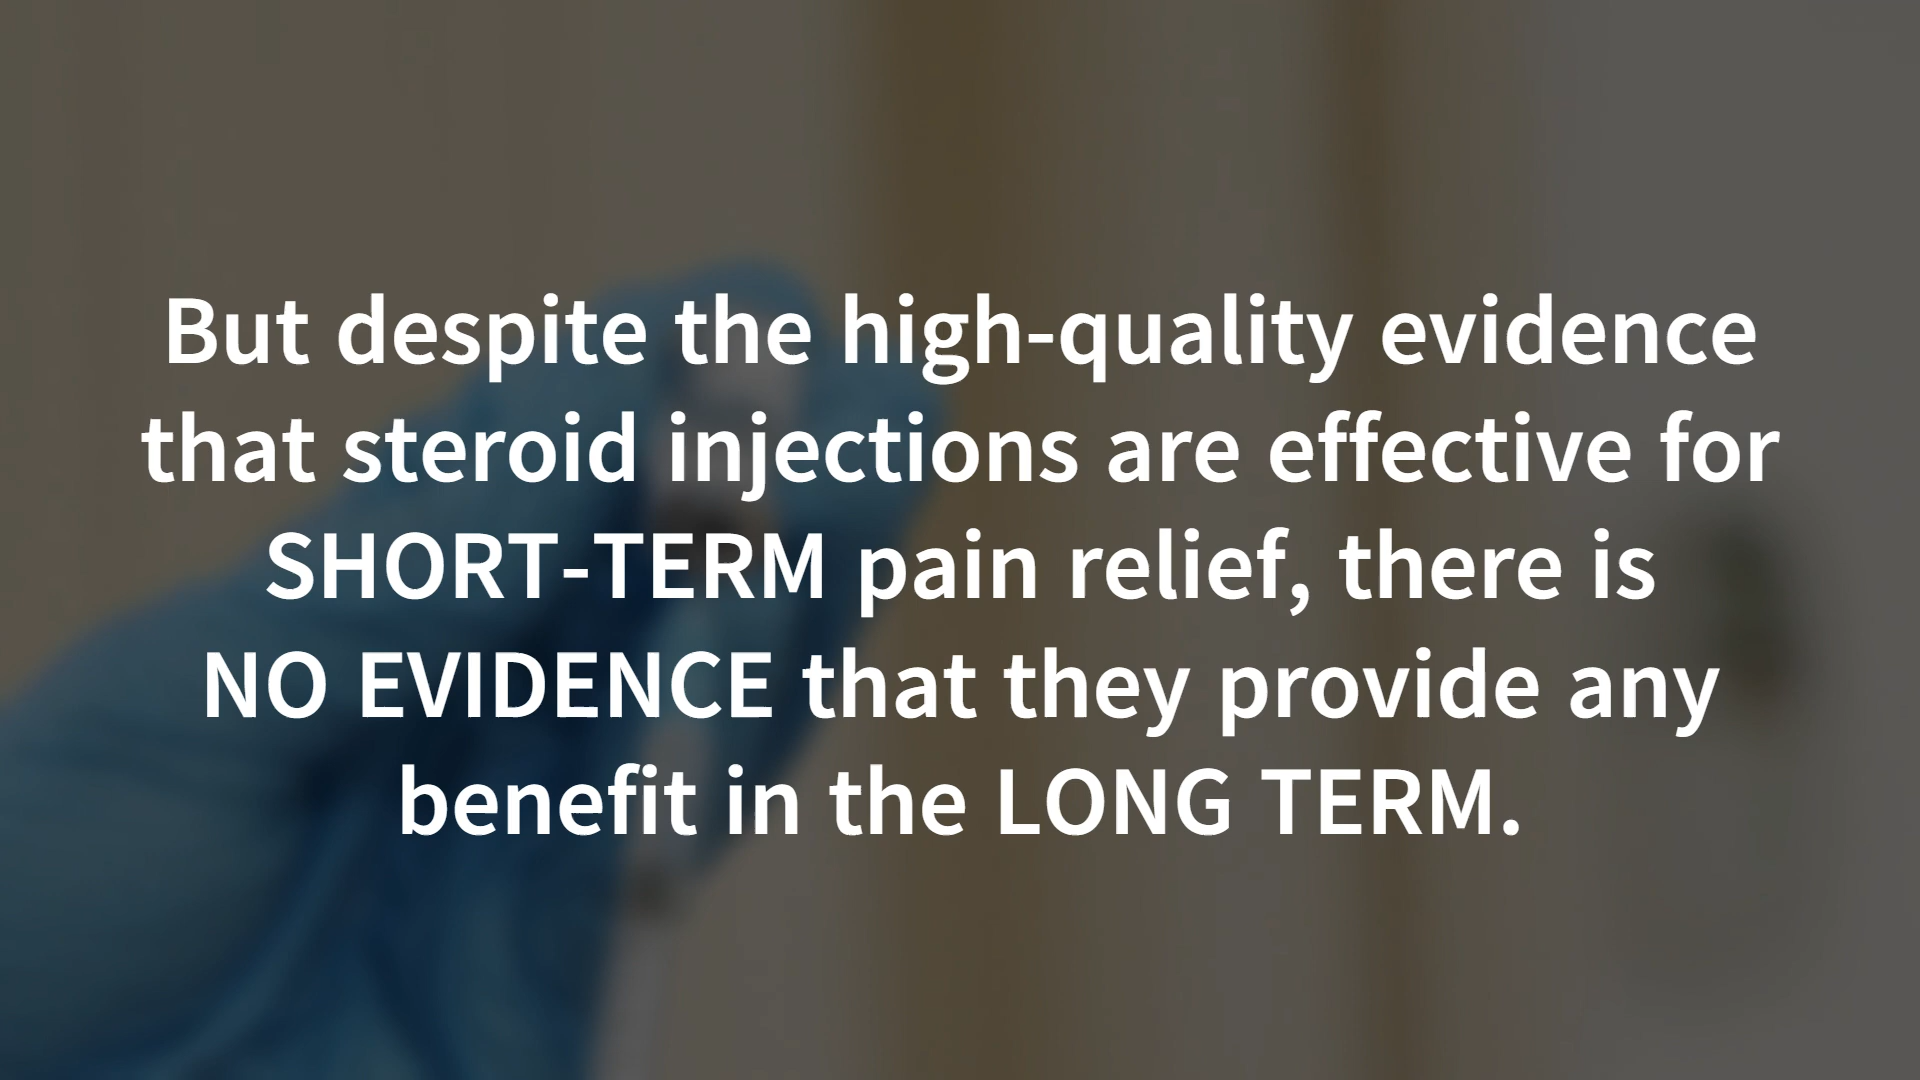 But despite the high-quality evidence
that steroid injections are effective for
SHORT-TERM pain relief, there is
NO EVIDENCE that they provide any
benefit in the LONG TERM.